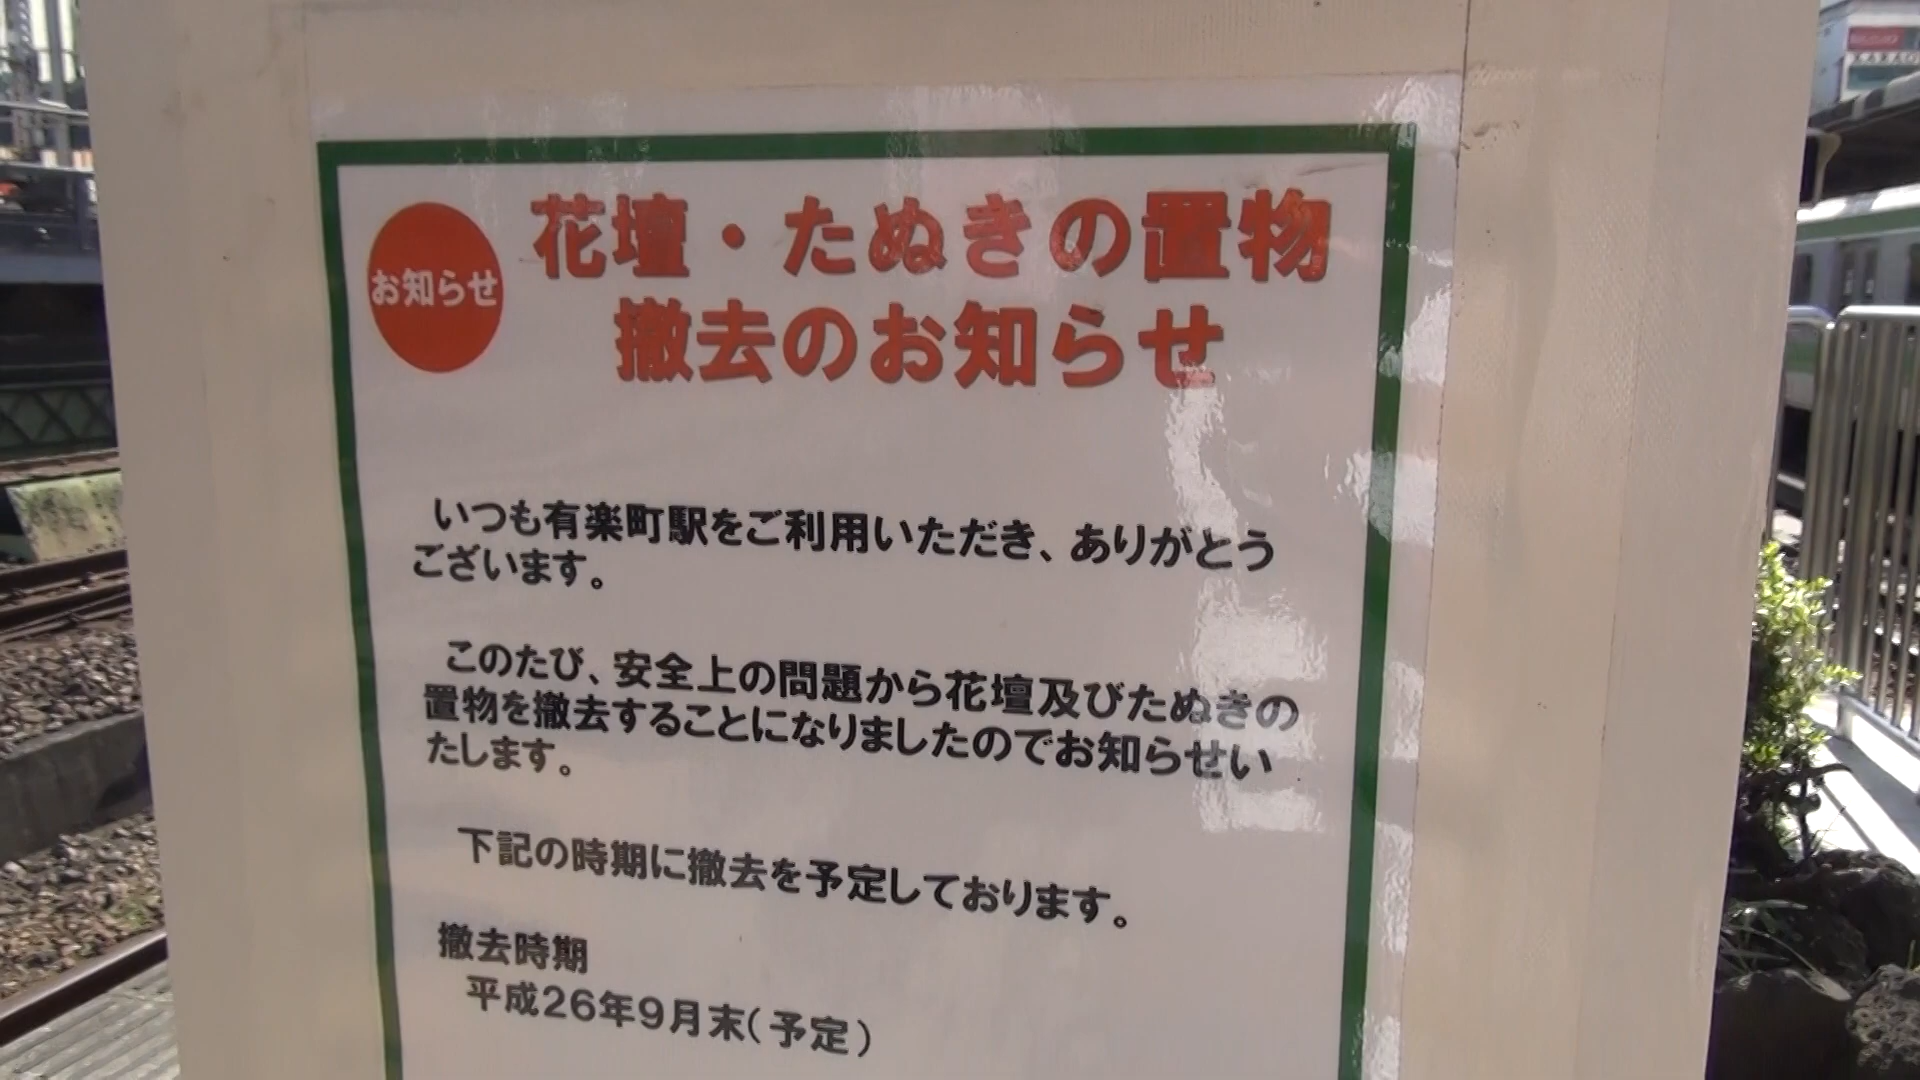 お知らせ
花壇・たぬきの置物
撤去のお知らせ
いつも有楽町駅をご利用いただき、ありがとう
ございます。
このたび、安全上の問題から花壇及びたぬきの
置物を撤去することになりましたのでお知らせい
たします。
下記の時期に撤去を予定しております。
撤去時期
平成26年9月末(予定)